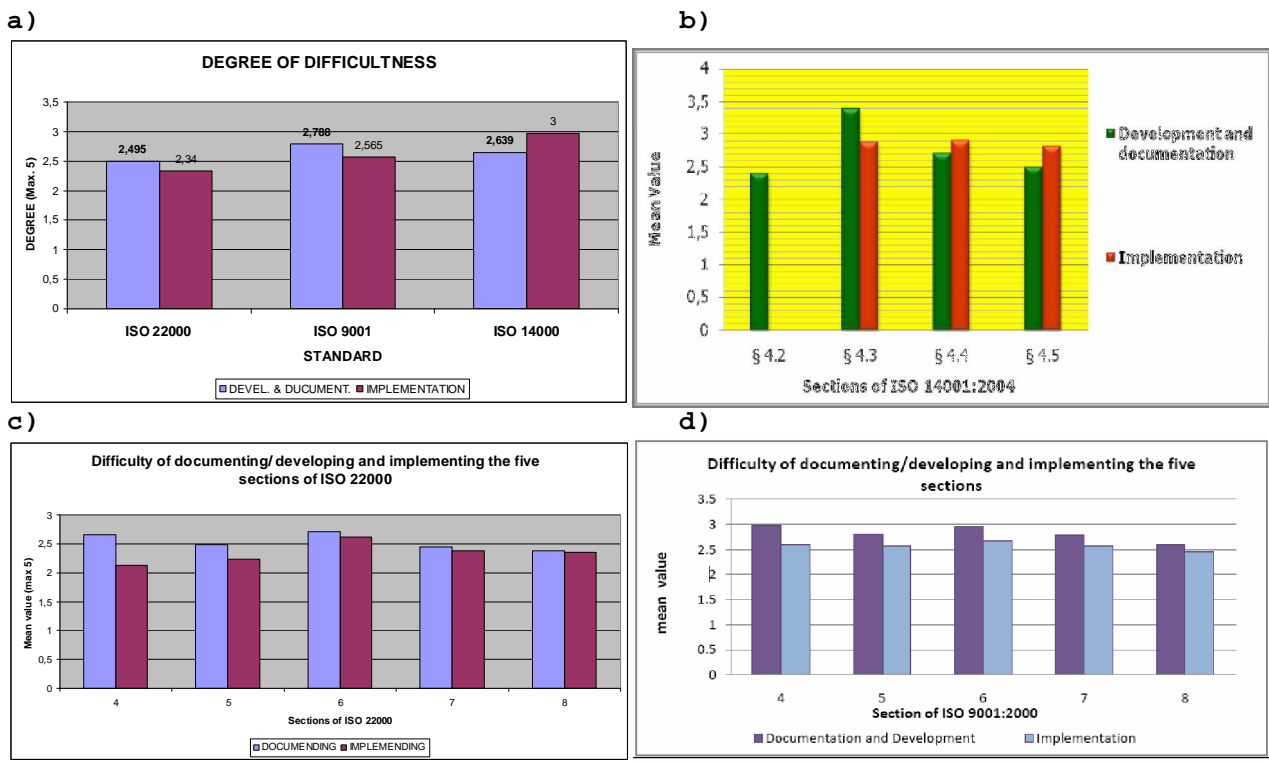 a)
DEGREE OF DIFFICULTNESS
3,5
3
2,5
2
1,5
1
0,5
0
DEGREE (Max. 5)
2,495
2,34
2,788
2,565
2,639
3
ISO 22000
ISO 9001
ISO 14000
STANDARD
DEVEL. & DUCUMENT.
IMPLEMENTATION
b)
4
3,5
3
2,5
2
1,5
1
0,5
0
Mean Value
§ 4.2
§ 4.3
§ 4.4
§ 4.5
Sections of ISO 14001:2004
Development and
documentation
Implementation
c)
Difficulty of documenting/ developing and implementing the five
sections of ISO 22000
3
2,5
2
1,5
1
0,5
0
Mean value (max 5)
4
5
6
7
8
Sections of ISO 22000
DOCUMENDING
IMPLEMENDING
d)
Difficulty of documenting/developing and implementing the five
sections
3.5
3
2.5
2
1.5
1
0.5
0
mean value
4
5
6
7
8
Section of ISO 9001:2000
Documentation and Development
Implementation